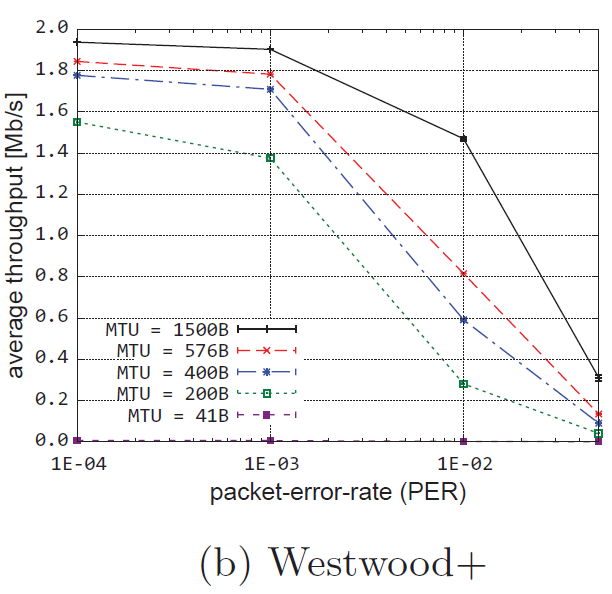 2.0
1.8
1.6
1.4
1.2
1.0
0.8
0.6
0.4
0.2
0.0
average throughput [Mb/s]
MTU = 1500B
MTU = 576B
MTU = 400B
MTU = 200B
MTU = 41B
1E-04 1E-03 1E-02
packet-error-rate (PER)
(b) Westwood+